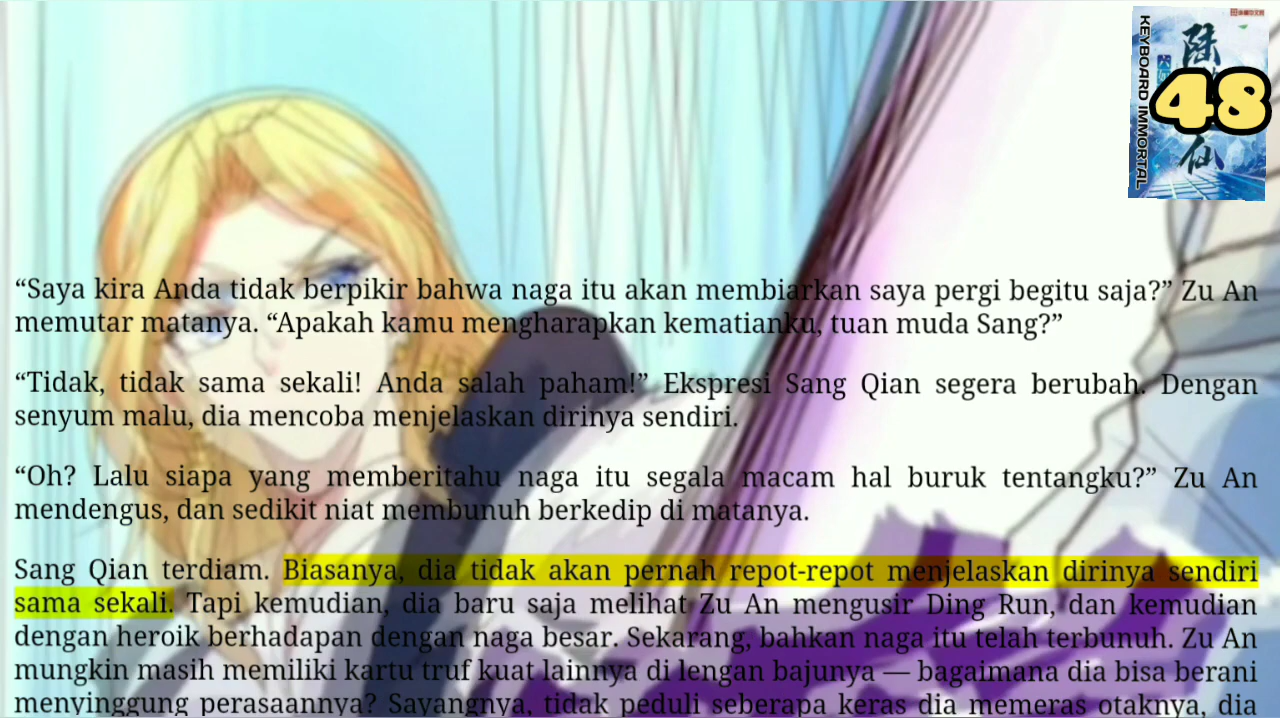 陆
仙
KEYBOARD IMMORTAL
48
“Saya kira Anda tidak berpikir bahwa naga itu akan membiarkan saya pergi begitu saja?” Zu An
memutar matanya. “Apakah kamu mengharapkan kematianku, tuan muda Sang?”
“Tidak, tidak sama sekali! Anda salah paham!” Ekspresi Sang Qian segera berubah. Dengan
senyum malu, dia mencoba menjelaskan dirinya sendiri.
“Oh? Lalu siapa yang memberitahu naga itu segala macam hal buruk tentangku?” Zu An
mendengus, dan sedikit niat membunuh berkedip di matanya.
Sang Qian terdiam. Biasanya, dia tidak akan pernah repot-repot menjelaskan dirinya sendiri
sama sekali. Tapi kemudian, dia baru saja melihat Zu An mengusir Ding Run, dan kemudian
dengan heroik berhadapan dengan naga besar. Sekarang, bahkan naga itu telah terbunuh. Zu An
mungkin masih memiliki kartu truf kuat lainnya di lengan bajunya — bagaimana dia bisa berani
menyinggung perasaannya? Sayangnya, tidak peduli seberapa keras dia memeras otaknya, dia